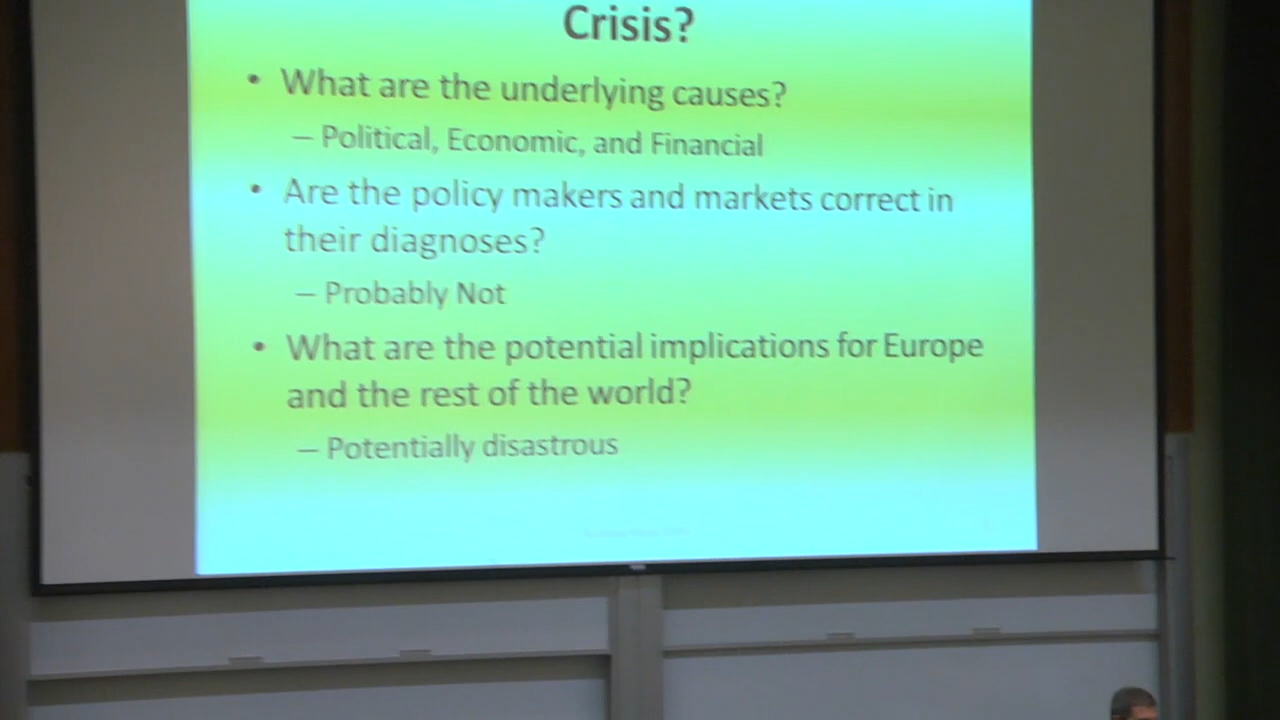 Crisis?
• What are the underlying causes?
– Political, Economic, and Financial
• Are the policy makers and markets correct in
their diagnoses?
– Probably Not
• What are the potential implications for Europe
and the rest of the world?
– Potentially disastrous